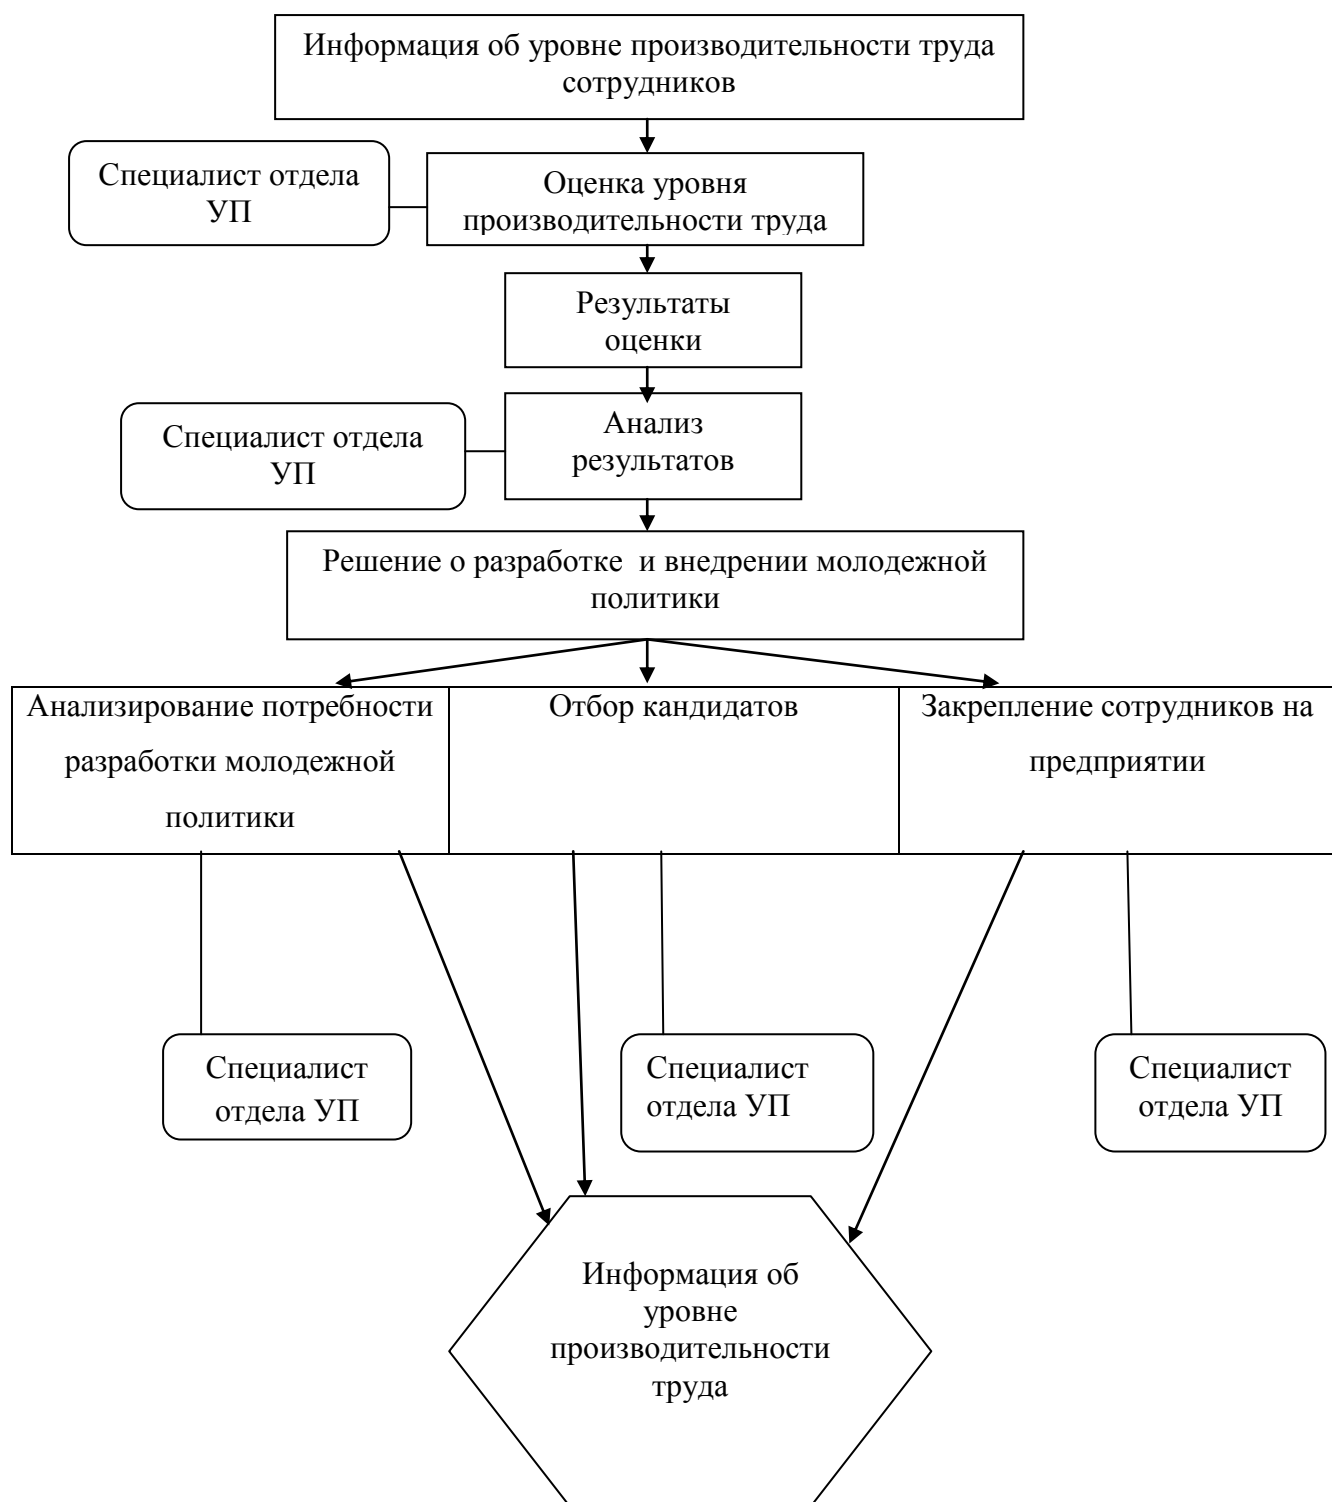 Информация об уровне производительности труда
сотрудников
Специалист отдела
УП
Оценка уровня
производительности труда
Результаты
оценки
Специалист отдела
УП
Анализ
результатов
Решение о разработке  и внедрении молодежной
политики
Анализирование потребности
разработки молодежной
политики
Отбор кандидатов
Закрепление сотрудников на
предприятии
Специалист
отдела УП
Специалист
отдела УП
Специалист
отдела УП
Информация об
уровне
производительности
труда